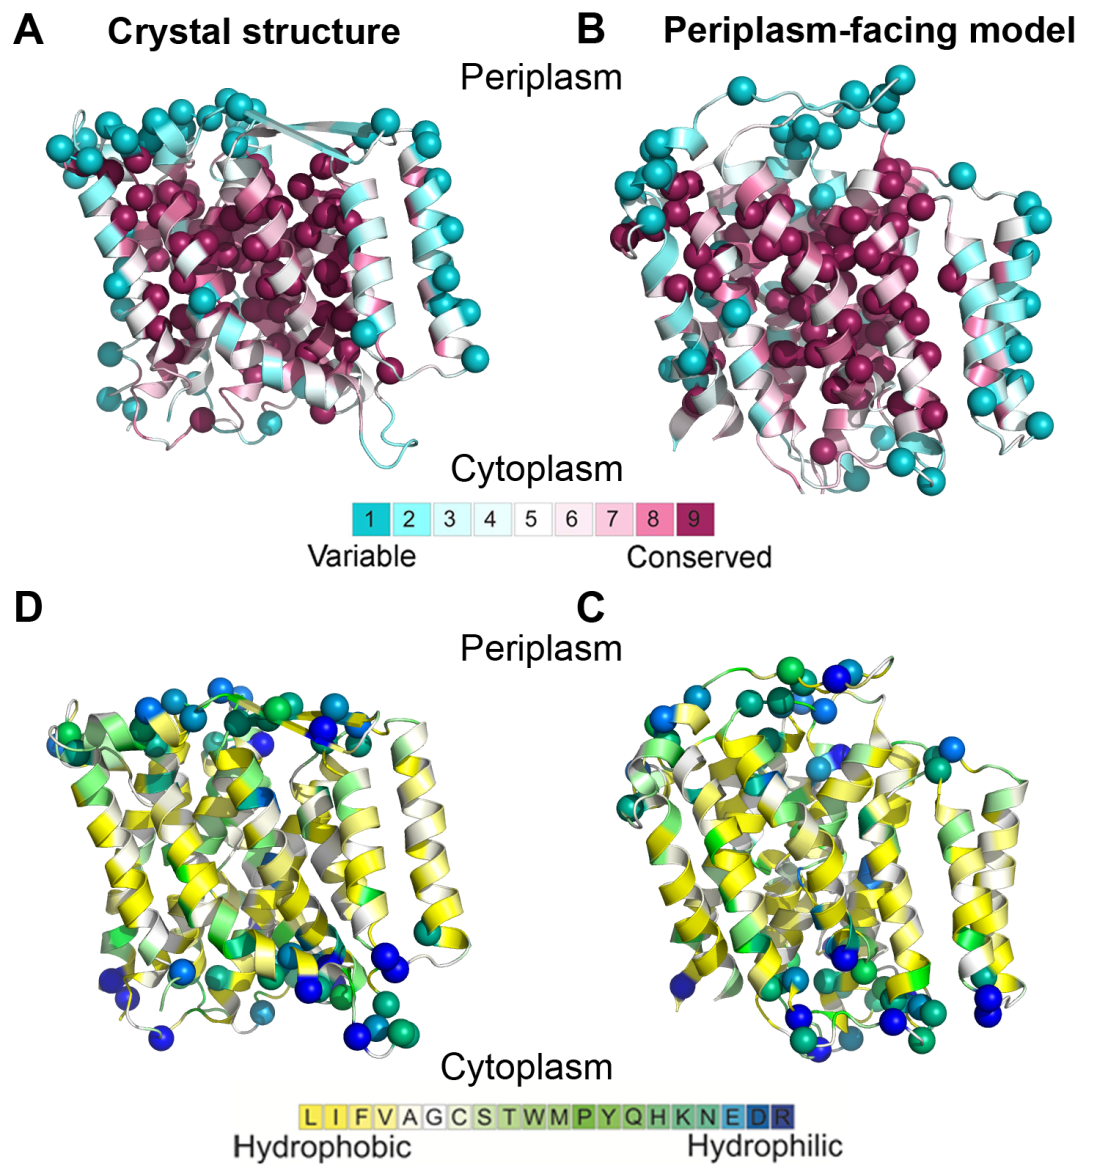 A Crystal structure
B Periplasm-facing model
Periplasm
Cytoplasm
1 2 3 4 5 6 7 8 9
Variable Conserved
D
C
Periplasm
Cytoplasm
L I F V A G C S T W M P Y Q H K N E D R
Hydrophobic Hydrophilic